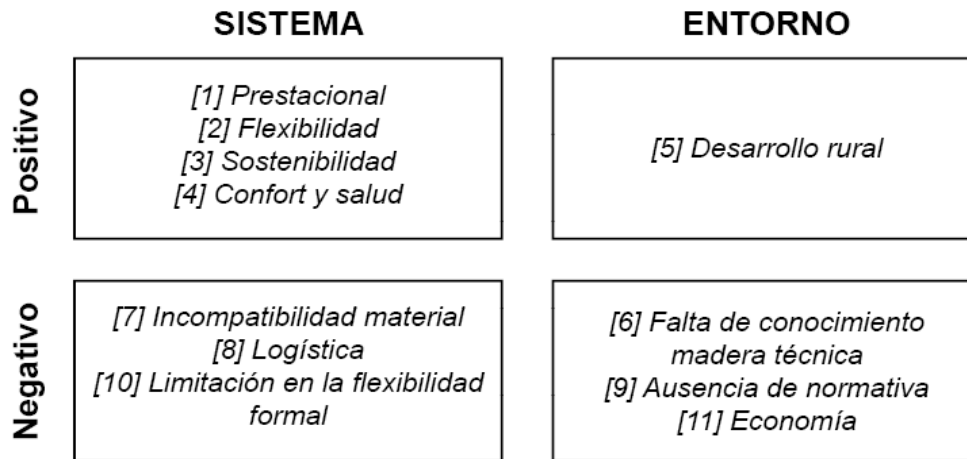 SISTEMA
ENTORNO
Positivo
[1] Prestacional
[2] Flexibilidad
[3] Sostenibilidad
[4] Confort y salud
[5] Desarrollo rural
Negativo
[7] Incompatibilidad material
[8] Logística
[10] Limitación en la flexibilidad
formal
[6] Falta de conocimiento
madera técnica
[9] Ausencia de normativa
[11] Economía